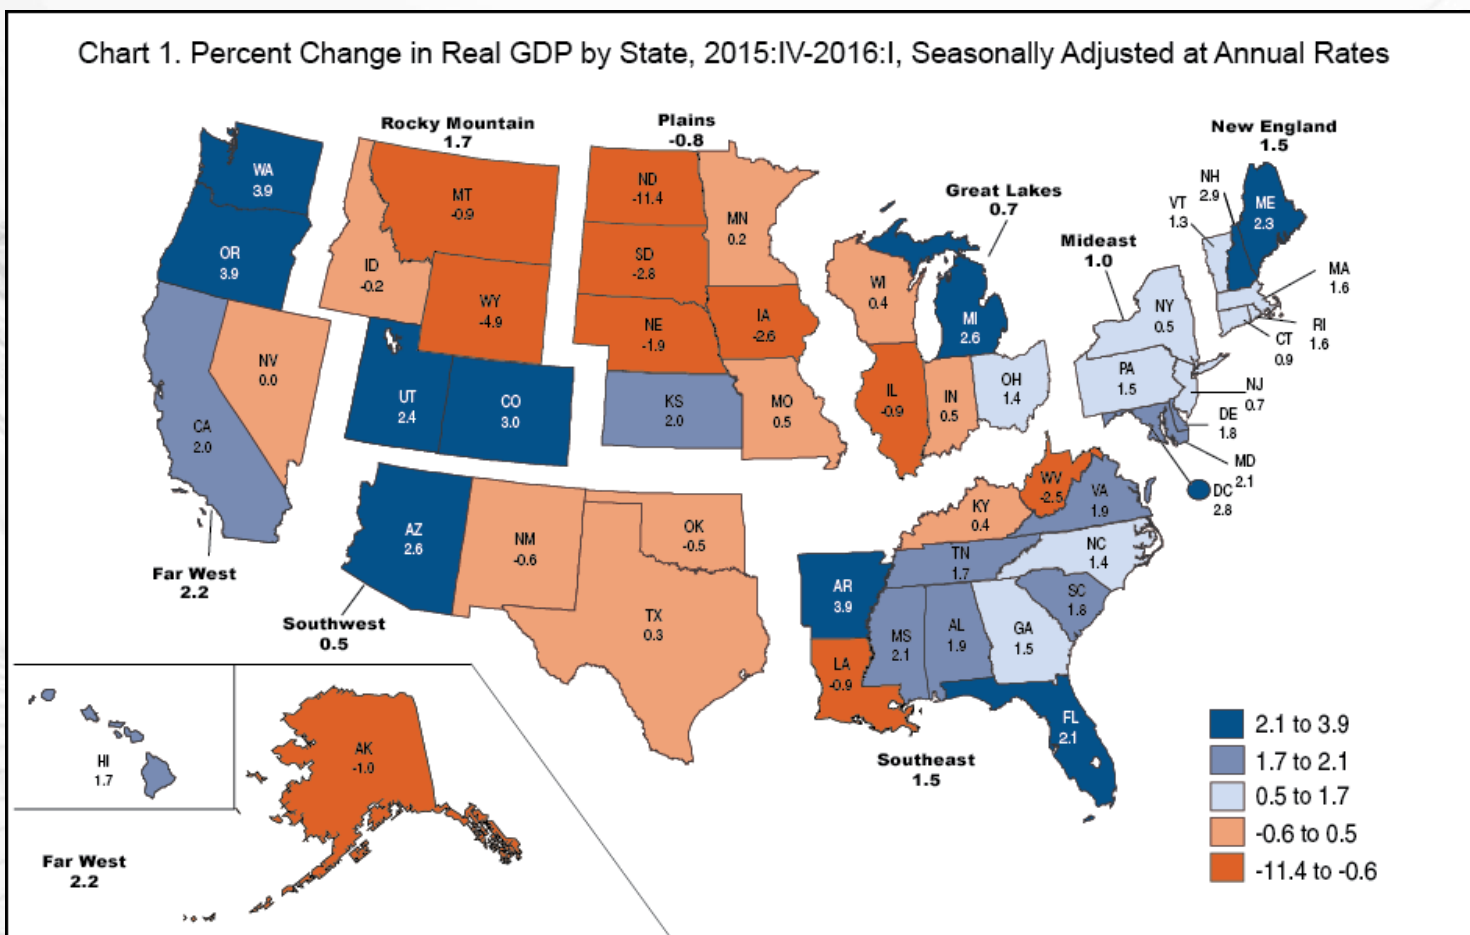 Chart 1. Percent Change in Real GDP by State, 2015:IV-2016:I, Seasonally Adjusted at Annual Rates
Rocky Mountain
1.7
Plains
-0.8
New England
1.5
Great Lakes
0.7
Mideast
1.0
WA
3.9
OR
3.9
CA
2.0
NV
0.0
ID
-0.2
MT
-0.9
WY
-4.9
UT
2.4
CO
3.0
ND
-11.4
SD
-2.8
NE
-1.9
KS
2.0
MN
0.2
IA
-2.6
MO
0.5
WI
0.4
IL
-0.9
MI
2.6
IN
0.5
OH
1.4
NH
2.9
VT
1.3
ME
2.3
MA
1.6
RI
1.6
CT
0.9
NY
0.5
PA
1.5
NJ
0.7
DE
1.8
MD
2.1
DC
2.8
AZ
2.6
NM
-0.6
OK
-0.5
TX
0.3
AR
3.9
LA
-0.9
KY
0.4
WV
-2.5
VA
1.9
TN
1.7
NC
1.4
SC
1.8
MS
2.1
AL
1.9
GA
1.5
FL
2.1
Far West
2.2
Southwest
0.5
Southeast
1.5
HI
1.7
AK
-1.0
Far West
2.2
2.1 to 3.9
1.7 to 2.1
0.5 to 1.7
-0.6 to 0.5
-11.4 to -0.6